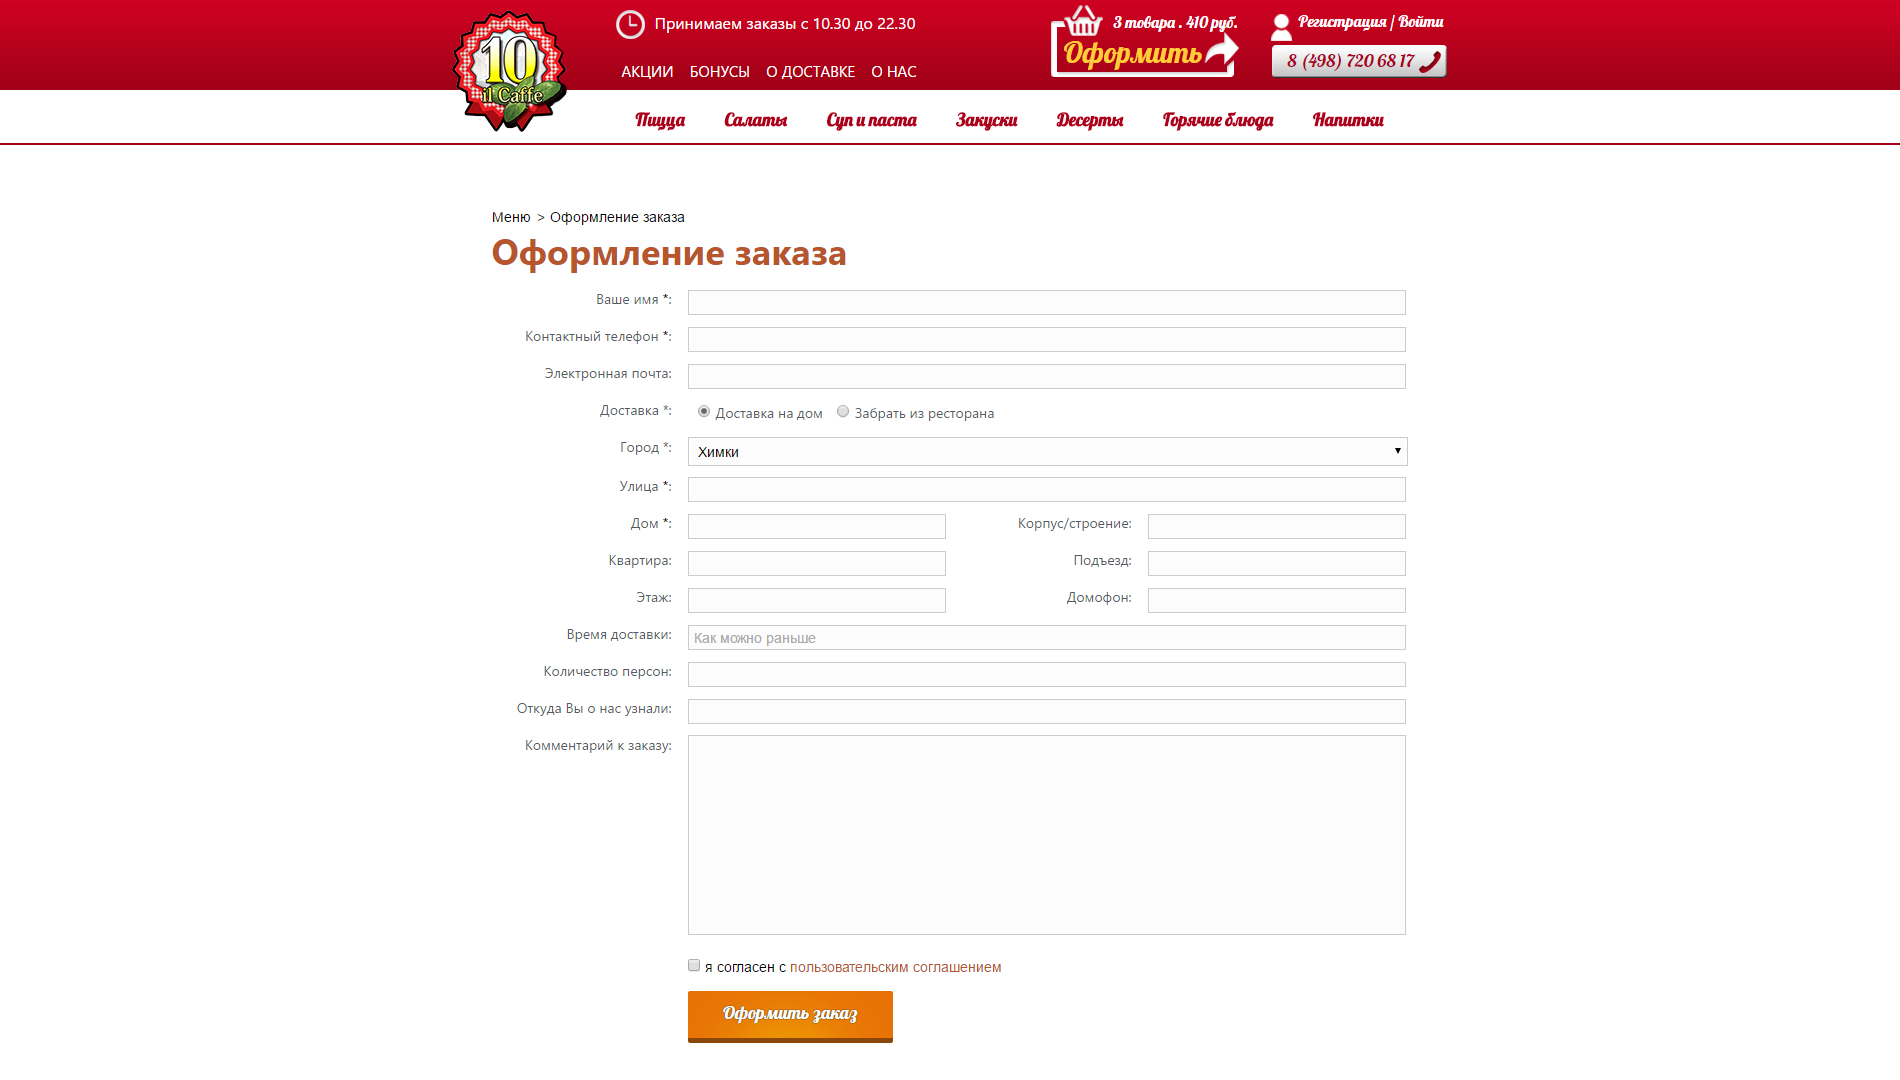 10
il Caffe
Принимаем заказы с 10.30 до 22.30
АКЦИИ БОНУСЫ О ДОСТАВКЕ О НАС
3 товара . 410 руб.
Оформить
Регистрация / Войти
8 (498) 720 68 17
Пицца Салаты Суп и паста Закуски Десерты Горячие блюда Напитки
Меню > Оформление заказа
Оформление заказа
Ваше имя *:
Контактный телефон *:
Электронная почта:
Доставка *: Доставка на дом Забрать из ресторана
Город *: Химки
Улица *:
Дом *: Корпус/строение:
Квартира: Подъезд:
Этаж: Домофон:
Время доставки: Как можно раньше
Количество персон:
Откуда Вы о нас узнали:
Комментарий к заказу:
я согласен с пользовательским соглашением
Оформить заказ